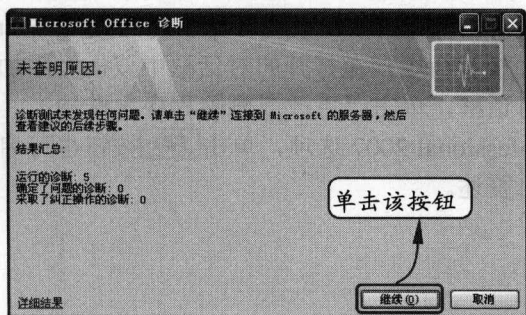 Microsoft Office 诊断
未查明原因。
诊断测试未发现任何问题。请单击“继续”连接到 Microsoft 的服务器，然后
查看建议的后续步骤。
结果汇总:
运行的诊断: 5
确定了问题的诊断: 0
采取了纠正操作的诊断: 0
单击该按钮
详细结果
继续(O)
取消